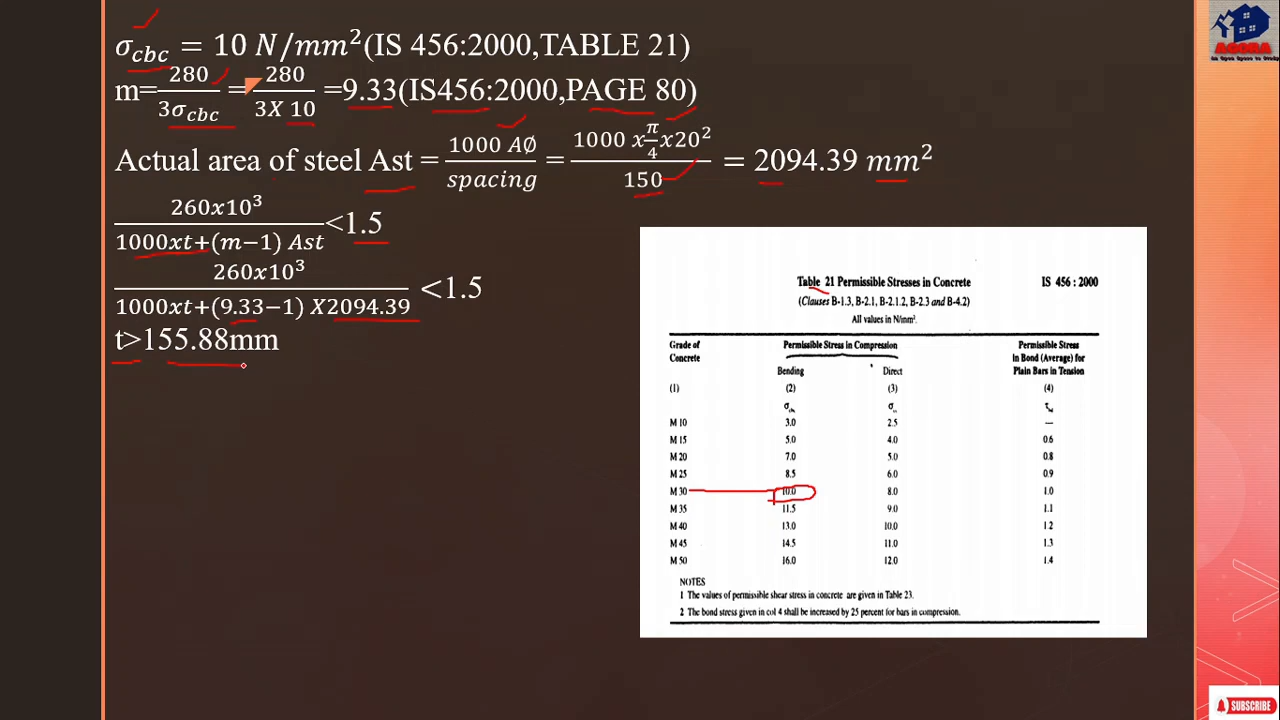 σ_cbc = 10 N/mm²(IS 456:2000,TABLE 21)
m=280/3σ_cbc = 280/3X 10 =9.33(IS456:2000,PAGE 80)
Actual area of steel Ast = 1000 AØ/spacing = 1000 x π/4 x20²/150 = 2094.39 mm²
260x10³/1000xt+(m−1) Ast <1.5
260x10³/1000xt+(9.33−1) X2094.39 <1.5
t>155.88mm
AGORA
Table 21 Permissible Stresses in Concrete IS 456 : 2000
(Clauses B-1.3, B-2.1, B-2.1.2, B-2.3 and B-4.2)
All values in N/mm².
Grade of Concrete Permissible Stress in Compression Permissible Stress in Bond (Average) for Plain Bars in Tension
Bending Direct
(1) (2) (3) (4)
M 10 3.0 2.5 —
M 15 5.0 4.0 0.6
M 20 7.0 5.0 0.8
M 25 8.5 6.0 0.9
M 30 10.0 8.0 1.0
M 35 11.5 9.0 1.1
M 40 13.0 10.0 1.2
M 45 14.5 11.0 1.3
M 50 16.0 12.0 1.4
NOTES
1 The values of permissible shear stress in concrete are given in Table 23.
2 The bond stress given in col 4 shall be increased by 25 percent for bars in compression.
SUBSCRIBE